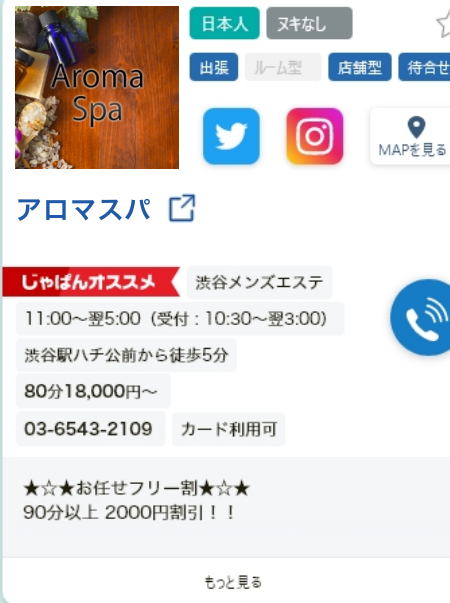 Aroma
Spa
日本人 ヌキなし
出張 ルーム型 店舗型 待合せ
MAPを見る
アロマスパ
じゃぱんオススメ 渋谷メンズエステ
11:00〜翌5:00（受付：10:30〜翌3:00）
渋谷駅ハチ公前から徒歩5分
80分18,000円〜
03-6543-2109 カード利用可
★☆★お任せフリー割★☆★
90分以上 2000円割引！！
もっと見る